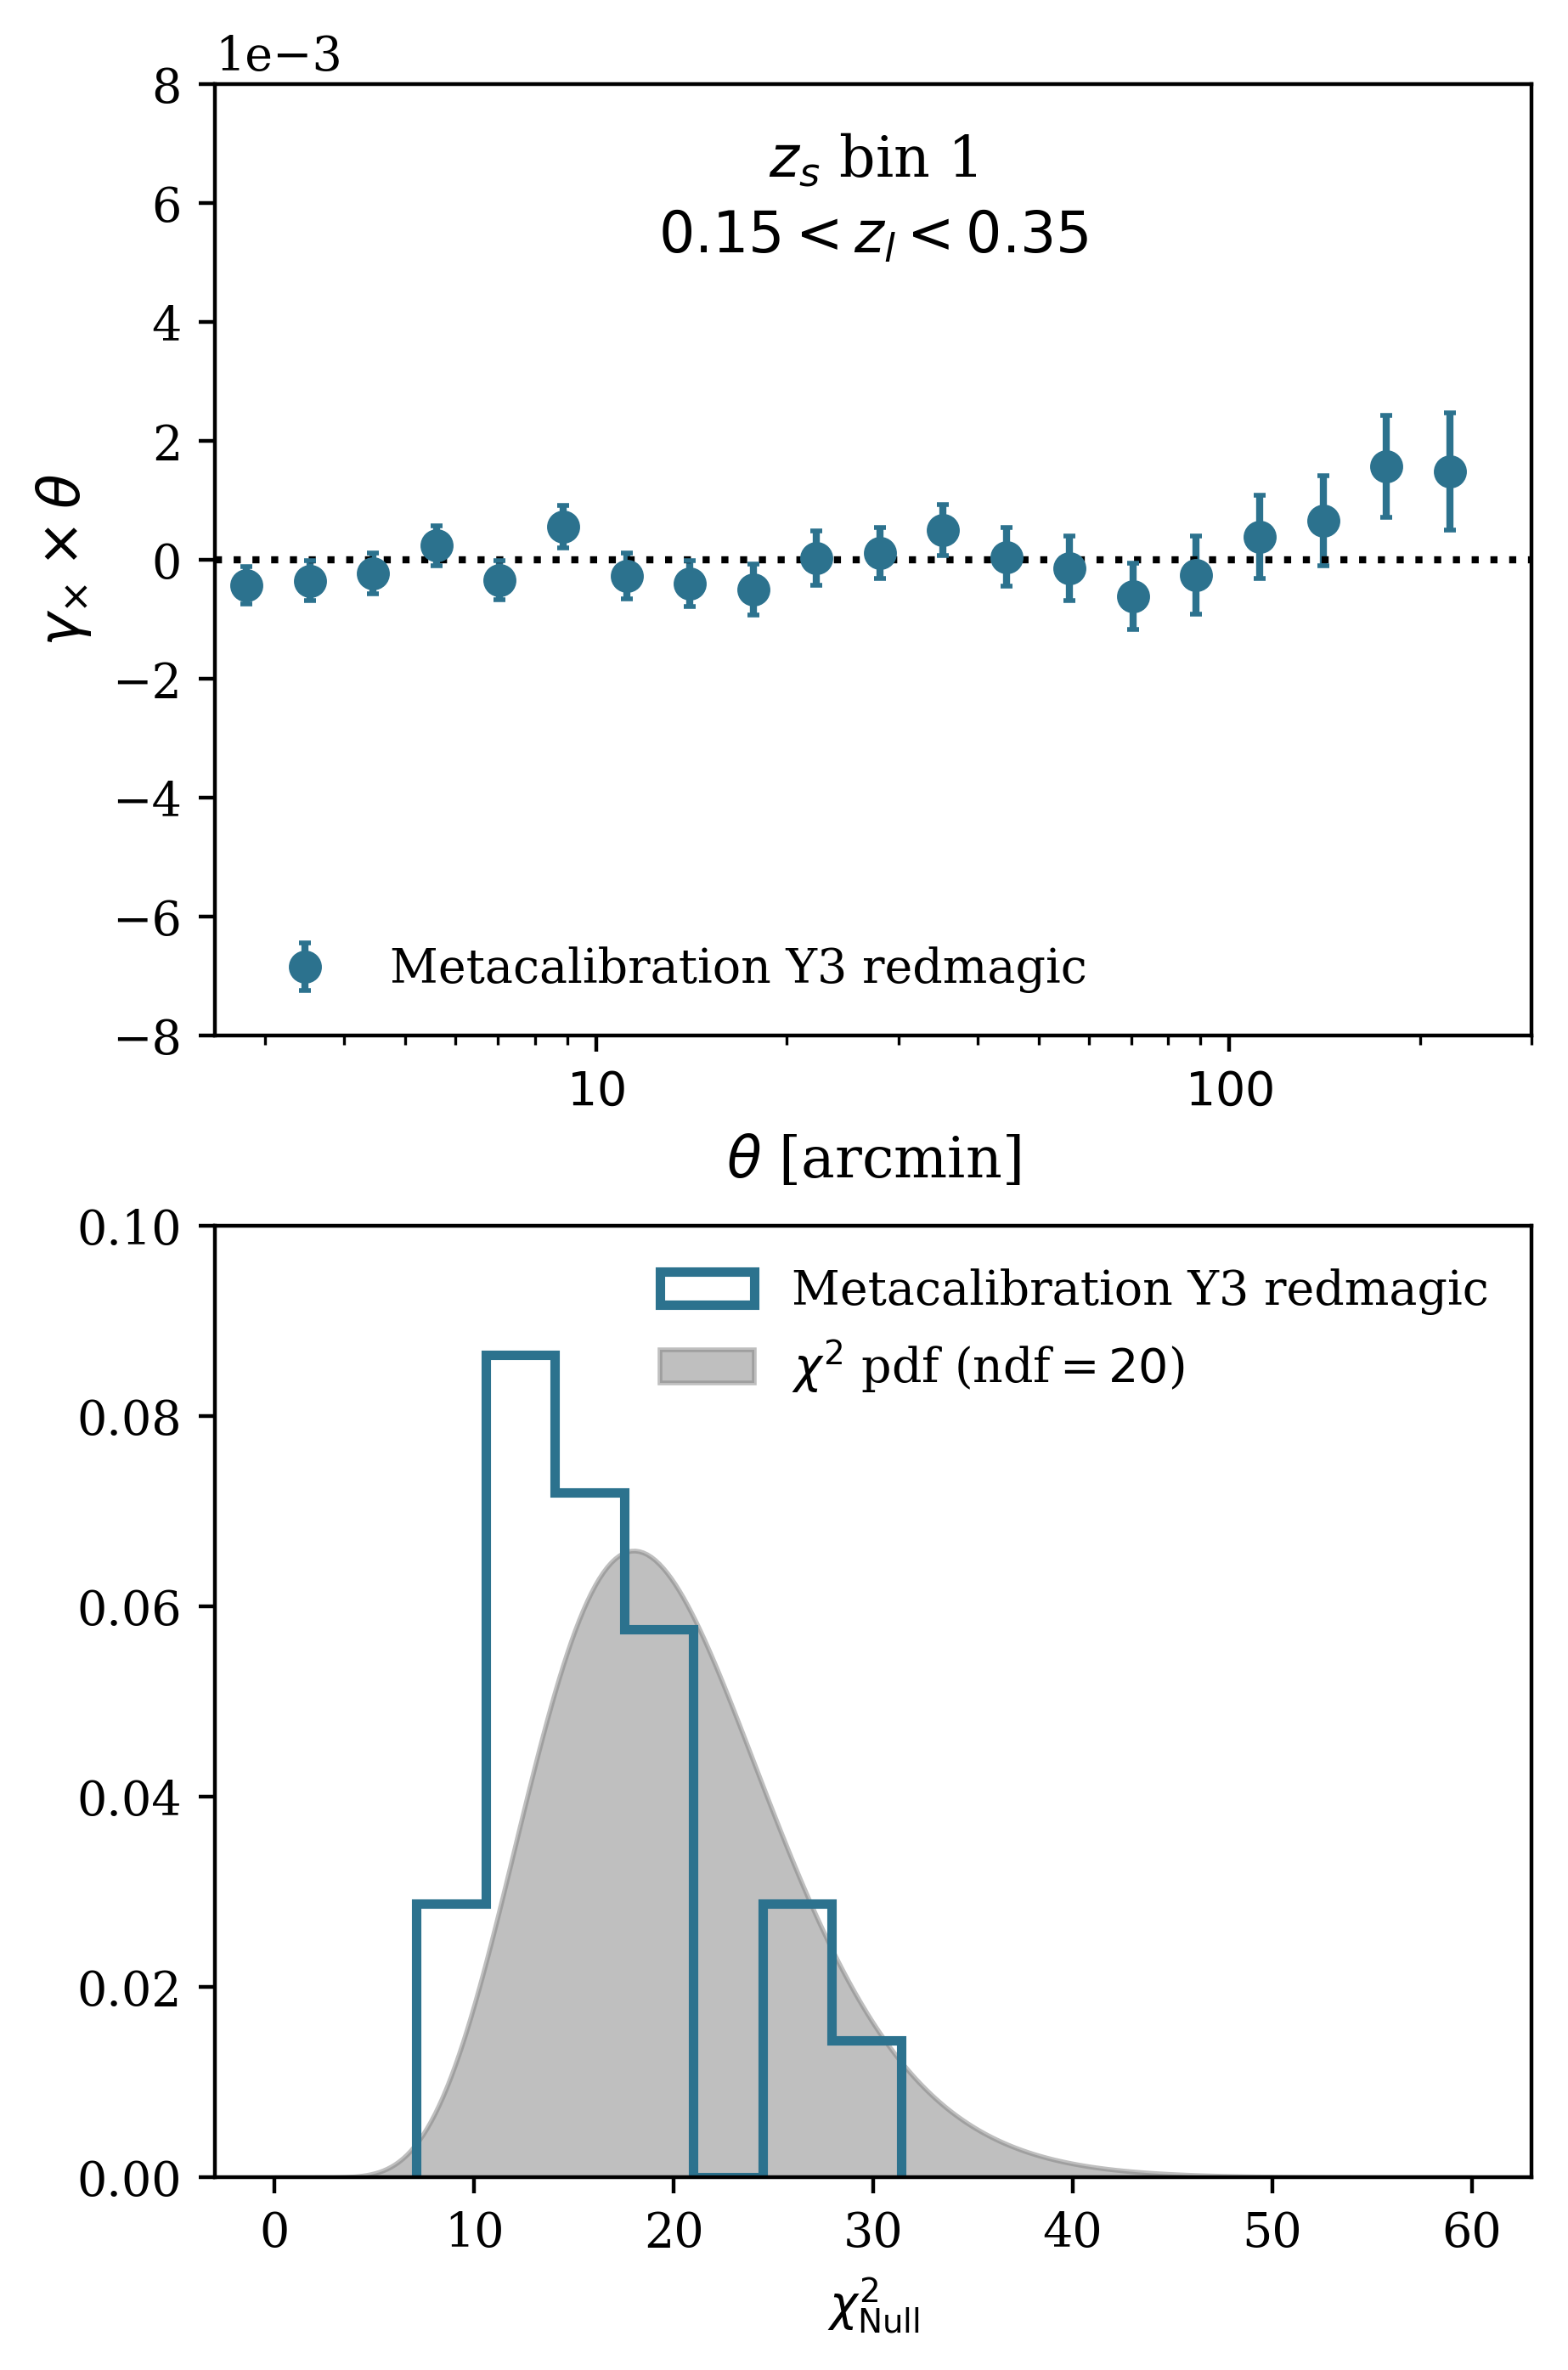 1e−3
8
6
4
2
0
−2
−4
−6
−8
γ× × θ
z_s bin 1
0.15 < z_l < 0.35
Metacalibration Y3 redmagic
10
100
θ [arcmin]
0.10
0.08
0.06
0.04
0.02
0.00
Metacalibration Y3 redmagic
χ² pdf (ndf = 20)
0
10
20
30
40
50
60
χ²_Null